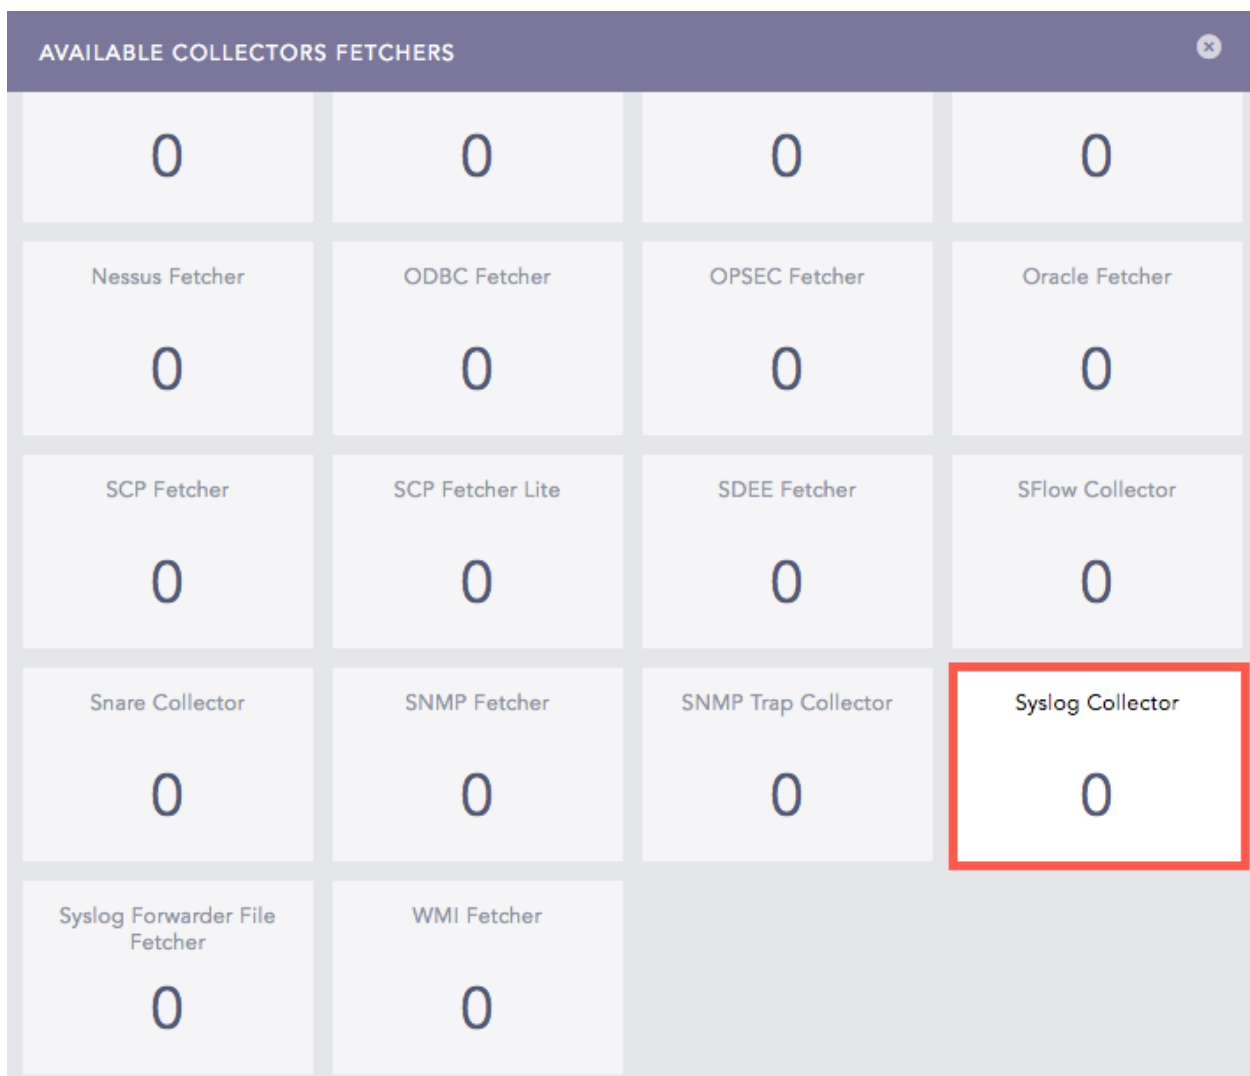 AVAILABLE COLLECTORS FETCHERS
0 0 0 0
Nessus Fetcher ODBC Fetcher OPSEC Fetcher Oracle Fetcher
0 0 0 0
SCP Fetcher SCP Fetcher Lite SDEE Fetcher SFlow Collector
0 0 0 0
Snare Collector SNMP Fetcher SNMP Trap Collector Syslog Collector
0 0 0 0
Syslog Forwarder File WMI Fetcher
Fetcher
0 0